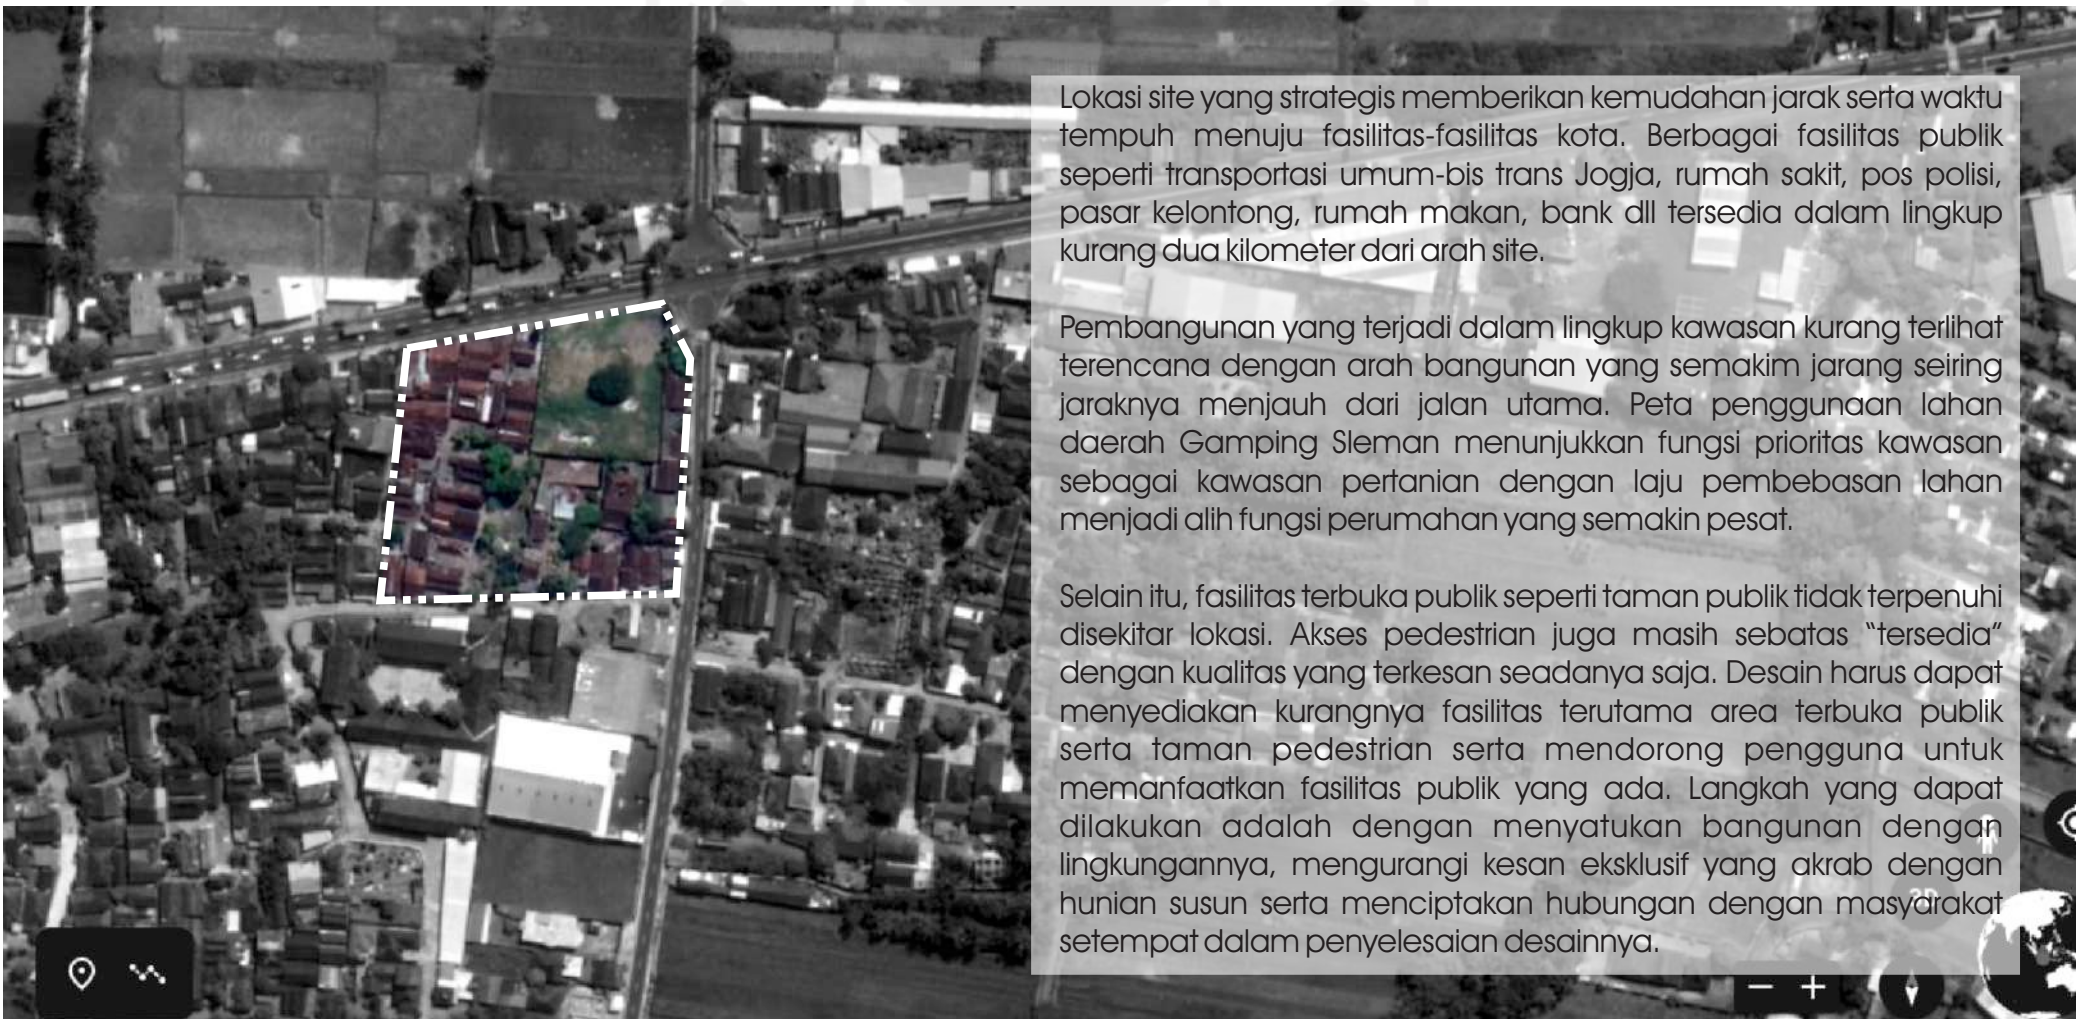 Lokasi site yang strategis memberikan kemudahan jarak serta waktu
tempuh menuju fasilitas-fasilitas kota. Berbagai fasilitas publik
seperti transportasi umum-bis trans Jogja, rumah sakit, pos polisi,
pasar kelontong, rumah makan, bank dll tersedia dalam lingkup
kurang dua kilometer dari arah site.
Pembangunan yang terjadi dalam lingkup kawasan kurang terlihat
terencana dengan arah bangunan yang semakim jarang seiring
jaraknya menjauh dari jalan utama. Peta penggunaan lahan
daerah Gamping Sleman menunjukkan fungsi prioritas kawasan
sebagai kawasan pertanian dengan laju pembebasan lahan
menjadi alih fungsi perumahan yang semakin pesat.
Selain itu, fasilitas terbuka publik seperti taman publik tidak terpenuhi
disekitar lokasi. Akses pedestrian juga masih sebatas “tersedia“
dengan kualitas yang terkesan seadanya saja. Desain harus dapat
menyediakan kurangnya fasilitas terutama area terbuka publik
serta taman pedestrian serta mendorong pengguna untuk
memanfaatkan fasilitas publik yang ada. Langkah yang dapat
dilakukan adalah dengan menyatukan bangunan dengan
lingkungannya, mengurangi kesan eksklusif yang akrab dengan
hunian susun serta menciptakan hubungan dengan masyarakat
setempat dalam penyelesaian desainnya.